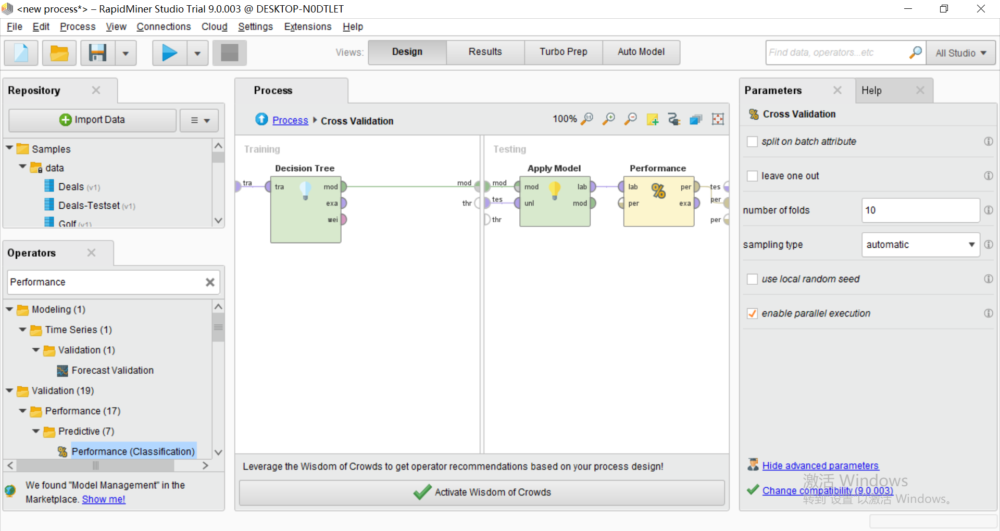 <new process*> – RapidMiner Studio Trial 9.0.003 @ DESKTOP-N0DTLET
File Edit Process View Connections Cloud Settings Extensions Help
Views: Design Results Turbo Prep Auto Model
Find data, operators...etc
All Studio
Repository
Import Data
Samples
data
Deals (v1)
Deals-Testset (v1)
Golf (v1)
Operators
Performance
Modeling (1)
Time Series (1)
Validation (1)
Forecast Validation
Validation (19)
Performance (17)
Predictive (7)
Performance (Classification)
We found "Model Management" in the
Marketplace. Show me!
Process
Process Cross Validation
100%
Training
Decision Tree
tra
tra mod
exa
wei
mod
thr
Testing
mod
tes
thr
Apply Model
mod lab
unl mod
Performance
lab per
per exa
tes
per
per
Leverage the Wisdom of Crowds to get operator recommendations based on your process design!
Activate Wisdom of Crowds
Parameters
Help
Cross Validation
split on batch attribute
leave one out
number of folds 10
sampling type automatic
use local random seed
enable parallel execution
Hide advanced parameters
Change compatibility (9.0.003)
激活 Windows
转到"设置"以激活 Windows。